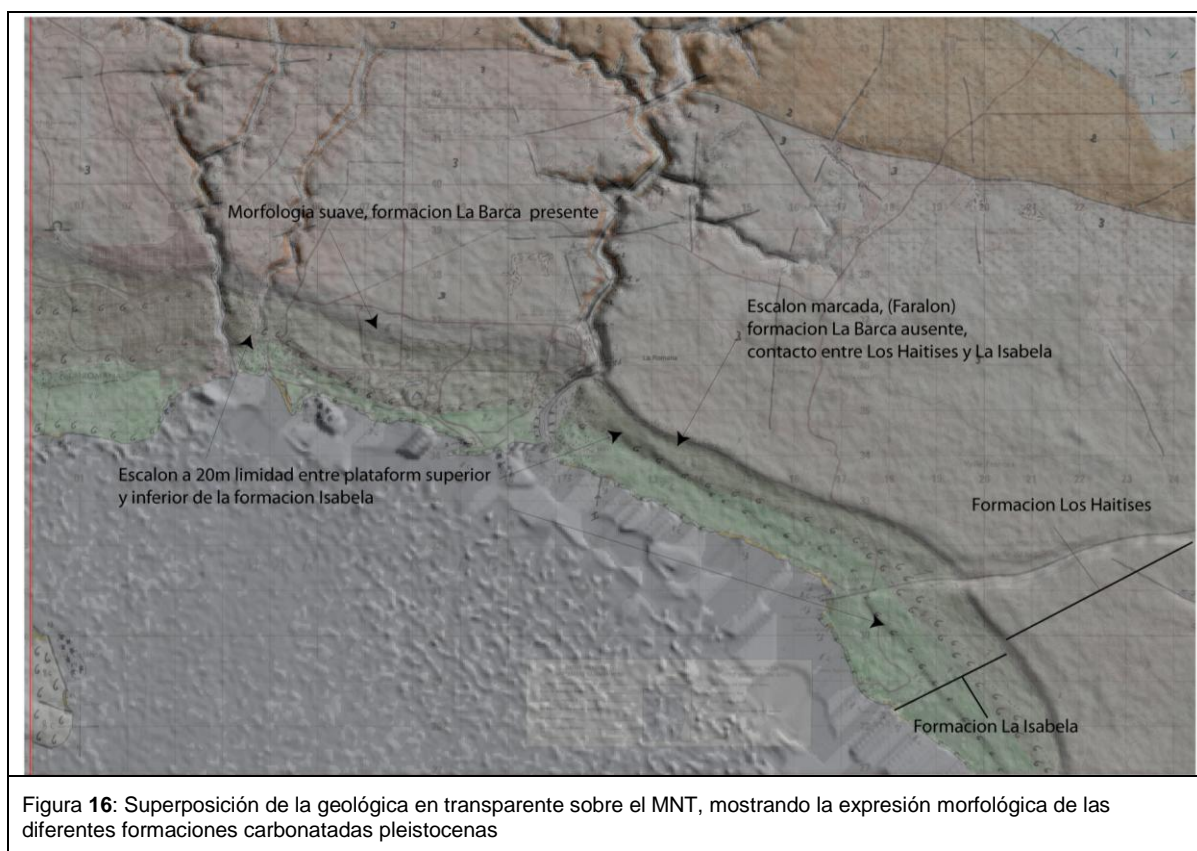 Morfologia suave, formacion La Barca presente
Escalon marcada, (Faralon)
formacion La Barca ausente,
contacto entre Los Haitises y La Isabela
Escalon a 20m limidad entre plataform superior
y inferior de la formacion Isabela
Formacion Los Haitises
Formacion La Isabela
Figura 16: Superposición de la geológica en transparente sobre el MNT, mostrando la expresión morfológica de las
diferentes formaciones carbonatadas pleistocenas